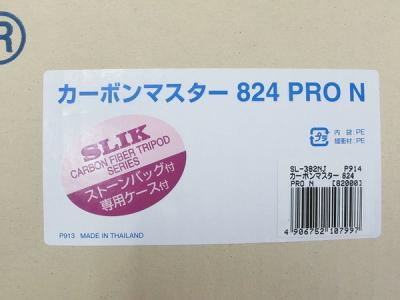 R
カーボンマスター 824 PRO N
SLIK
CARBON FIBER TRIPOD
SERIES
ストーンバッグ付
専用ケース付
プラ
内 袋:PE
緩衝材:PE
SL-382NJ P914
カーボンマスター 824
PRO N [82000]
4 906752 107997
P913 MADE IN THAILAND